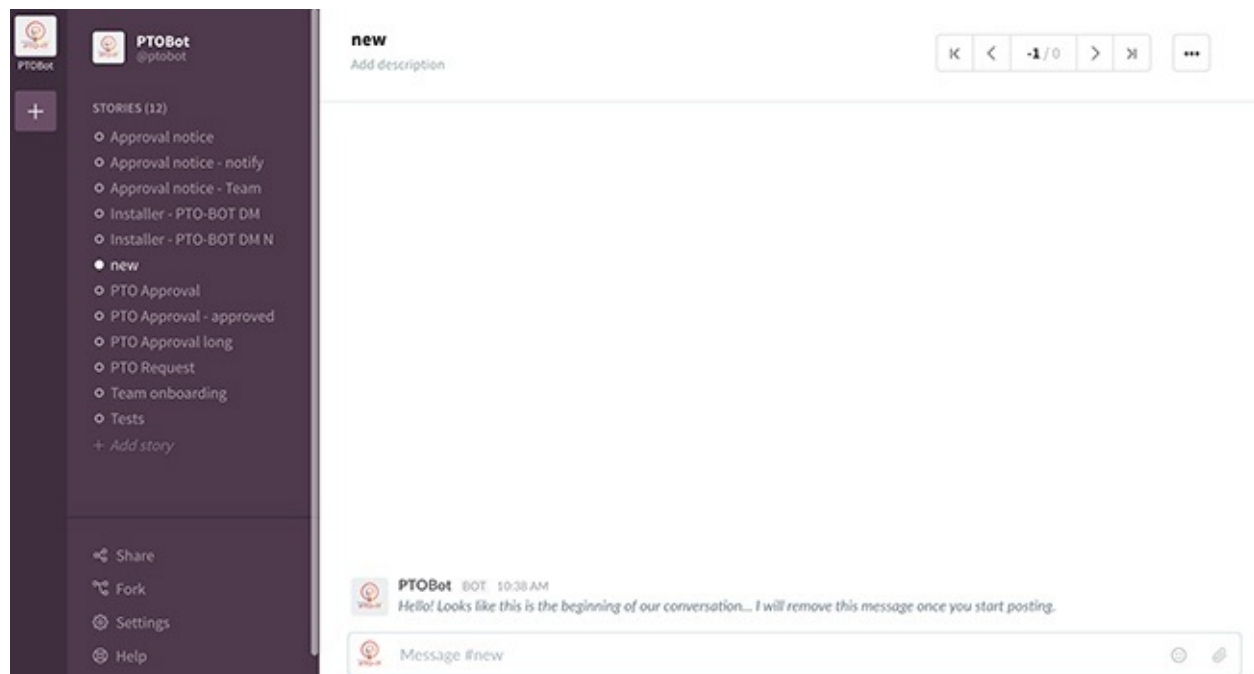 PTOBot
PTOBot
@ptobot
STORIES (12)
Approval notice
Approval notice - notify
Approval notice - Team
Installer - PTO-BOT DM
Installer - PTO-BOT DM N
new
PTO Approval
PTO Approval - approved
PTO Approval long
PTO Request
Team onboarding
Tests
+ Add story
Share
Fork
Settings
Help
new
Add description
-1 / 0
PTOBot BOT 10:38 AM
Hello! Looks like this is the beginning of our conversation... I will remove this message once you start posting.
Message #new